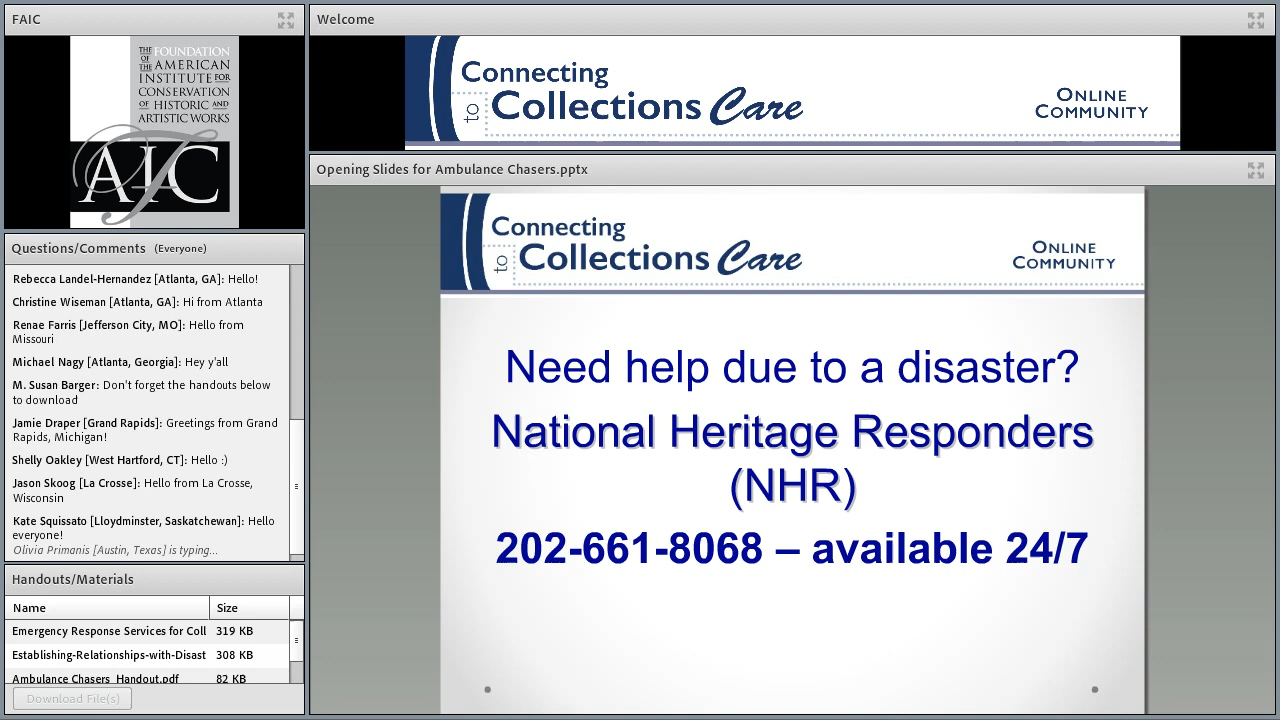 FAIC
THE FOUNDATION
OF THE AMERICAN
INSTITUTE FOR
CONSERVATION
OF HISTORIC AND
ARTISTIC WORKS
AIC
Questions/Comments (Everyone)
Rebecca Landel-Hernandez [Atlanta, GA]: Hello!
Christine Wiseman [Atlanta, GA]: Hi from Atlanta
Renae Farris [Jefferson City, MO]: Hello from
Missouri
Michael Nagy [Atlanta, Georgia]: Hey y'all
M. Susan Barger: Don't forget the handouts below
to download
Jamie Draper [Grand Rapids]: Greetings from Grand
Rapids, Michigan!
Shelly Oakley [West Hartford, CT]: Hello :)
Jason Skoog [La Crosse]: Hello from La Crosse,
Wisconsin
Kate Squissato [Lloydminster, Saskatchewan]: Hello
everyone!
Olivia Primanis [Austin, Texas] is typing...
Handouts/Materials
Name Size
Emergency Response Services for Coll 319 KB
Establishing-Relationships-with-Disast 308 KB
Ambulance Chasers_Handout.pdf 82 KB
Download File(s)
Welcome
Connecting
to Collections Care
ONLINE
COMMUNITY
Opening Slides for Ambulance Chasers.pptx
Connecting
to Collections Care
ONLINE
COMMUNITY
Need help due to a disaster?
National Heritage Responders
(NHR)
202-661-8068 – available 24/7